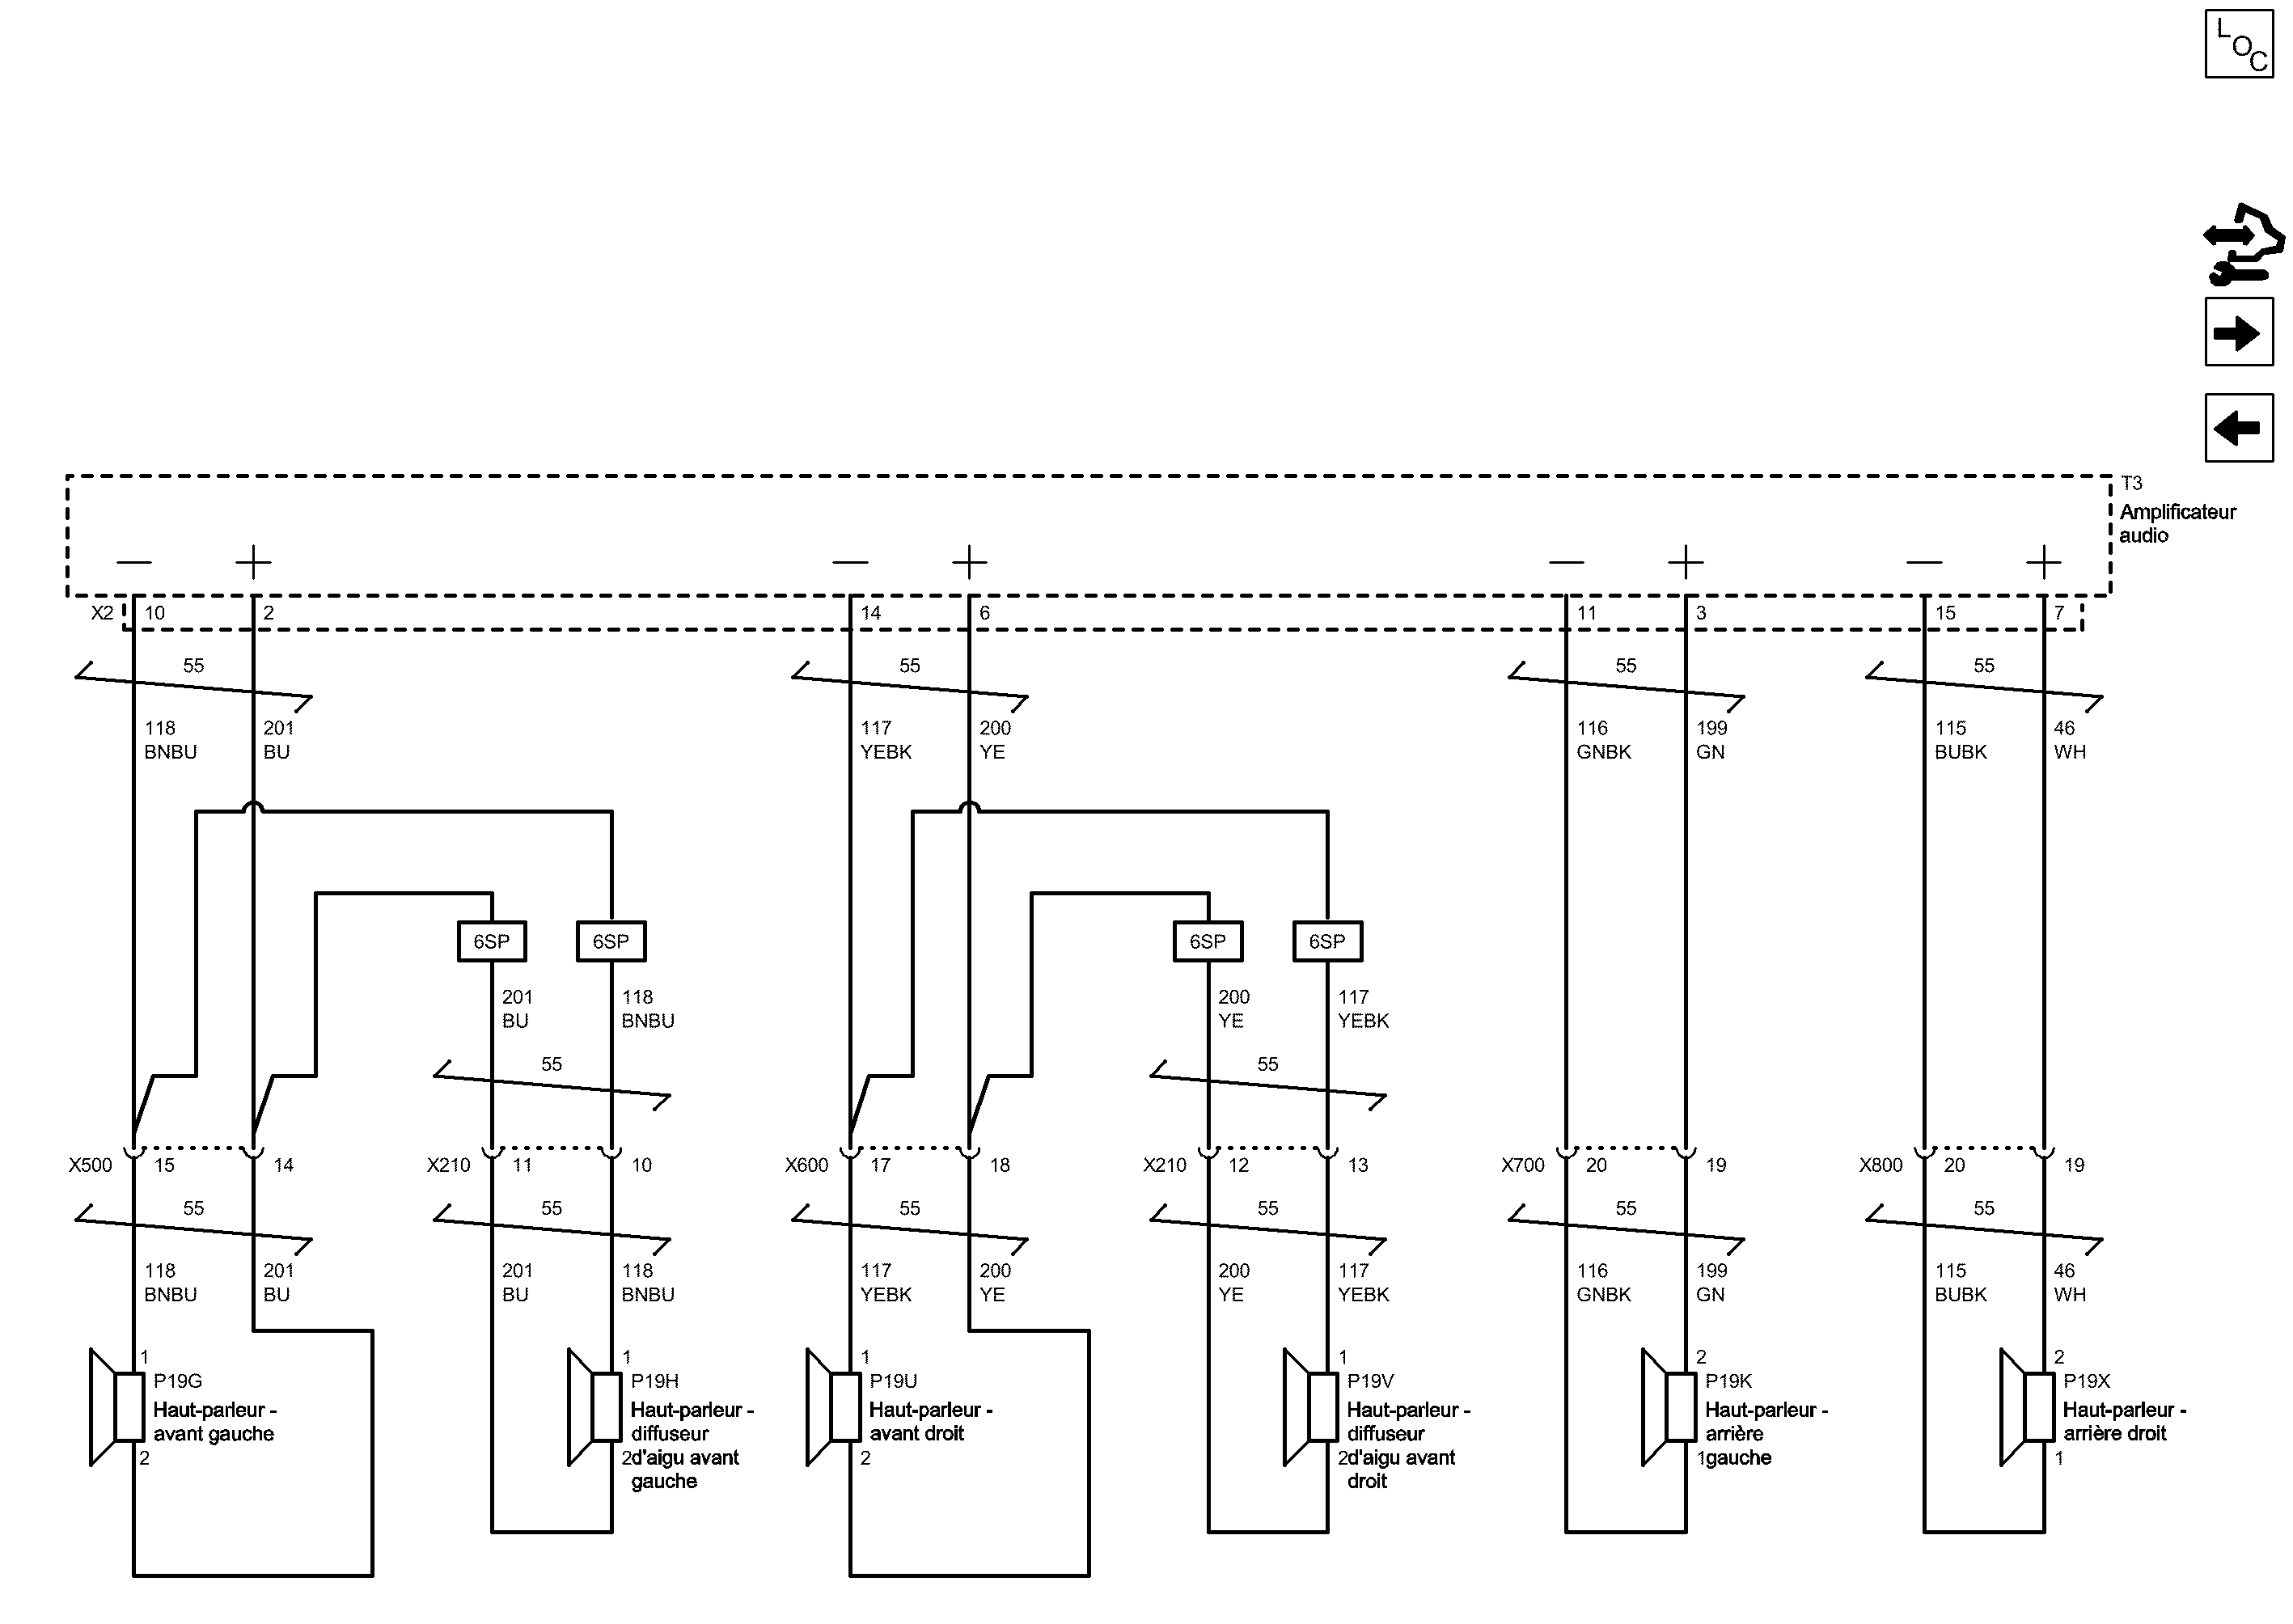 LOC
T3
Amplificateur
audio
— + — + — + — +
X2 10 2 14 6 11 3 15 7
55 55 55 55
118 201 117 200 116 199 115 46
BNBU BU YEBK YE GNBK GN BUBK WH
6SP 6SP 6SP 6SP
201 118 200 117
BU BNBU YE YEBK
55 55
X500 15 14 X210 11 10 X600 17 18 X210 12 13 X700 20 19 X800 20 19
55 55 55 55 55 55
118 201 201 118 117 200 200 117 116 199 115 46
BNBU BU BU BNBU YEBK YE YE YEBK GNBK GN BUBK WH
1 1 1 1 2 2
P19G P19H P19U P19V P19K P19X
Haut-parleur - Haut-parleur - Haut-parleur - Haut-parleur - Haut-parleur - Haut-parleur -
avant gauche diffuseur avant droit diffuseur arrière arrière droit
2 2 d'aigu avant 2 2 d'aigu avant 1 gauche 1
gauche droit